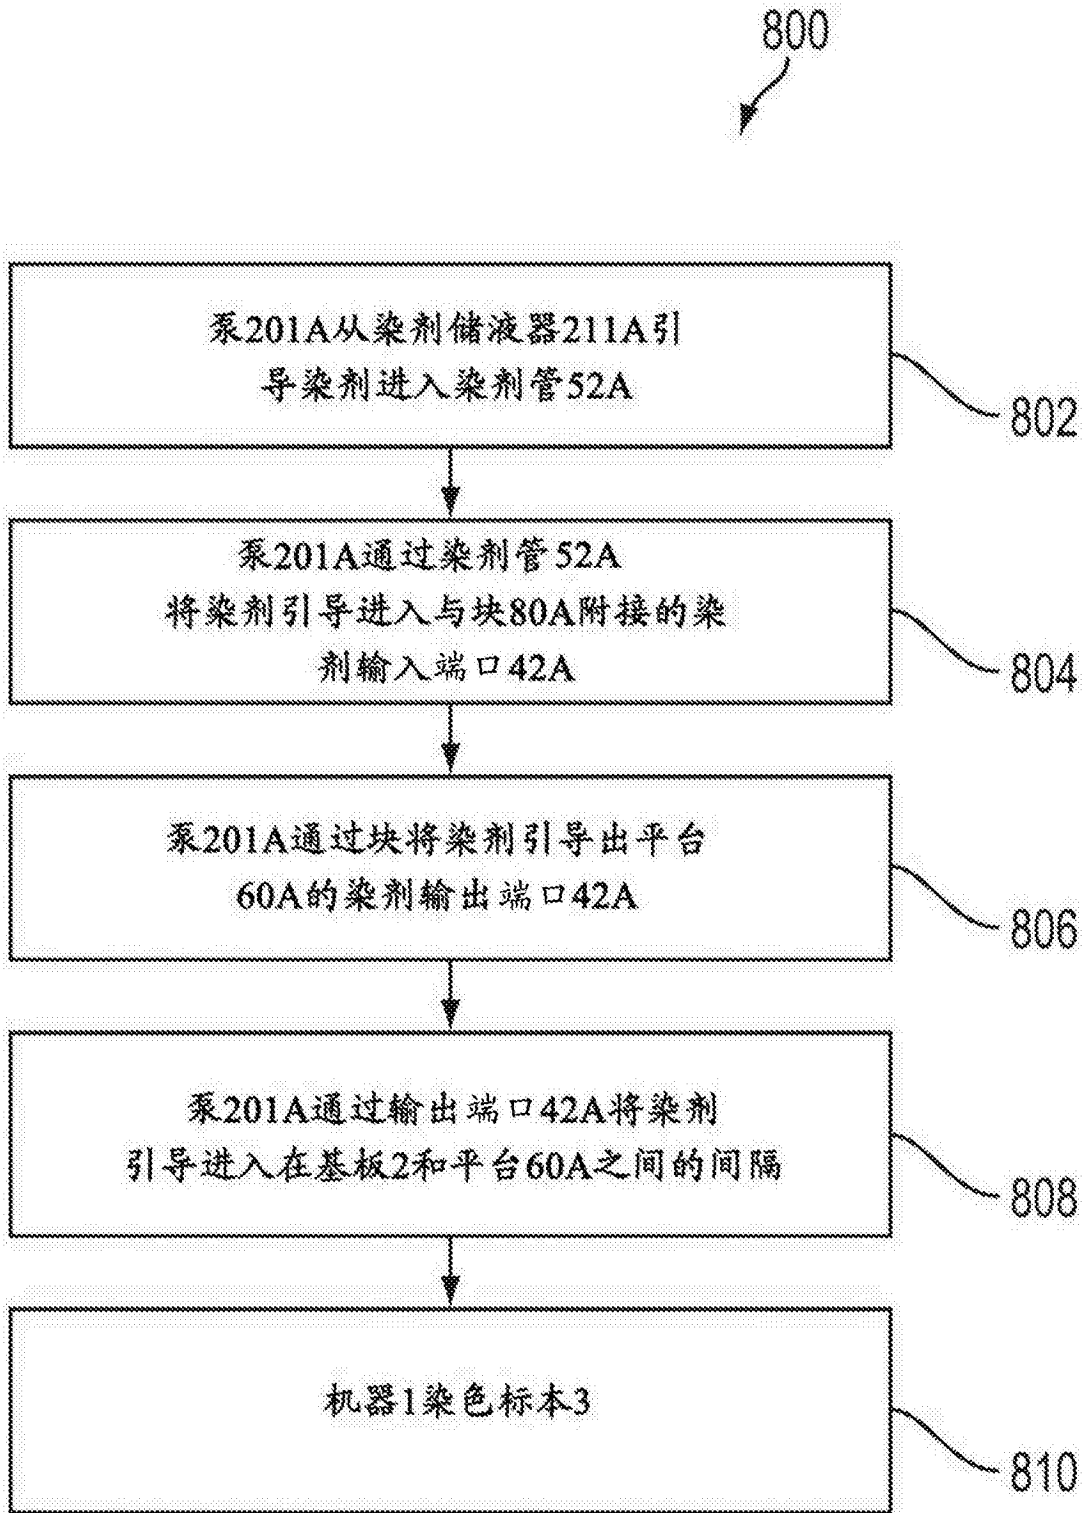 800
泵201A从染剂储液器211A引
导染剂进入染剂管52A
802
泵201A通过染剂管52A
将染剂引导进入与块80A附接的染
剂输入端口42A
804
泵201A通过块将染剂引导出平台
60A的染剂输出端口42A
806
泵201A通过输出端口42A将染剂
引导进入在基板2和平台60A之间的间隔
808
机器1染色标本3
810